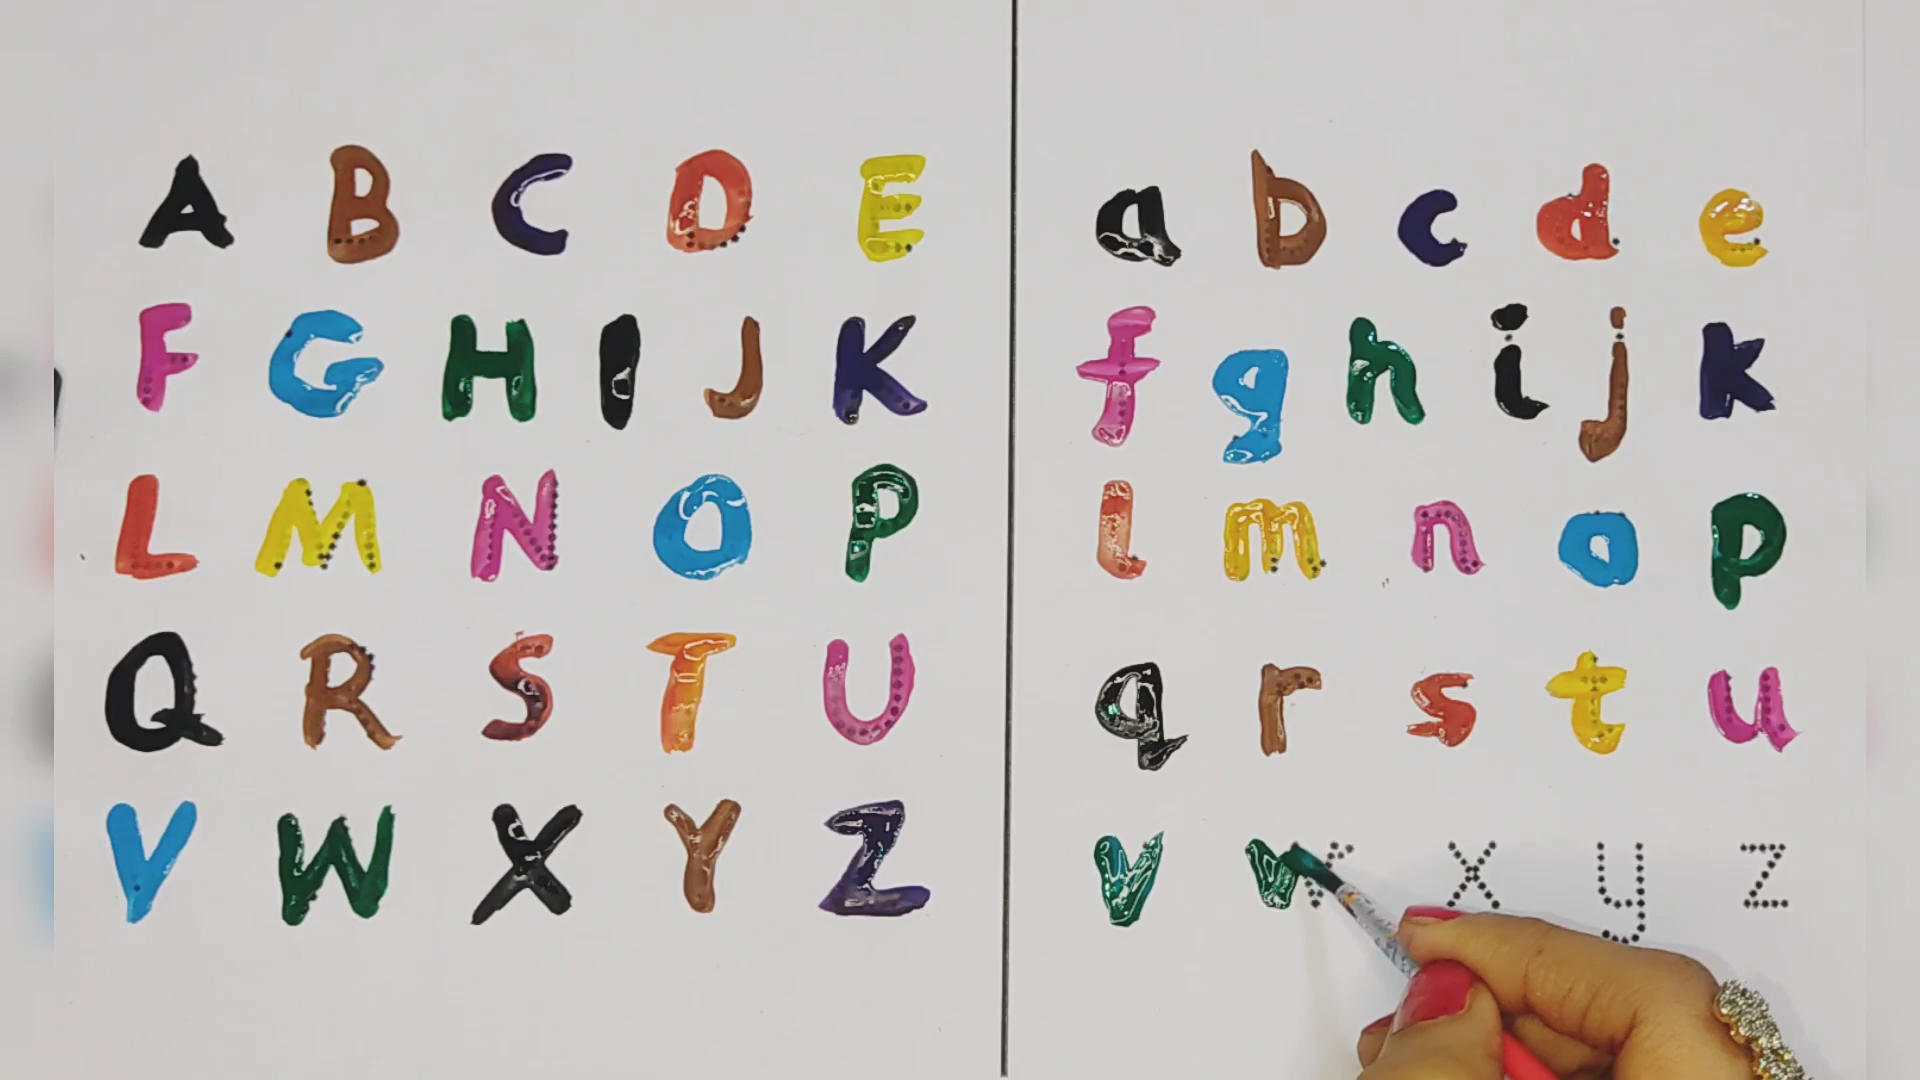 A B C D E
F G H I J K
L M N O P
Q R S T U
V W X Y Z
a b c d e
f g h i j k
l m n o p
q r s t u
v w x y z